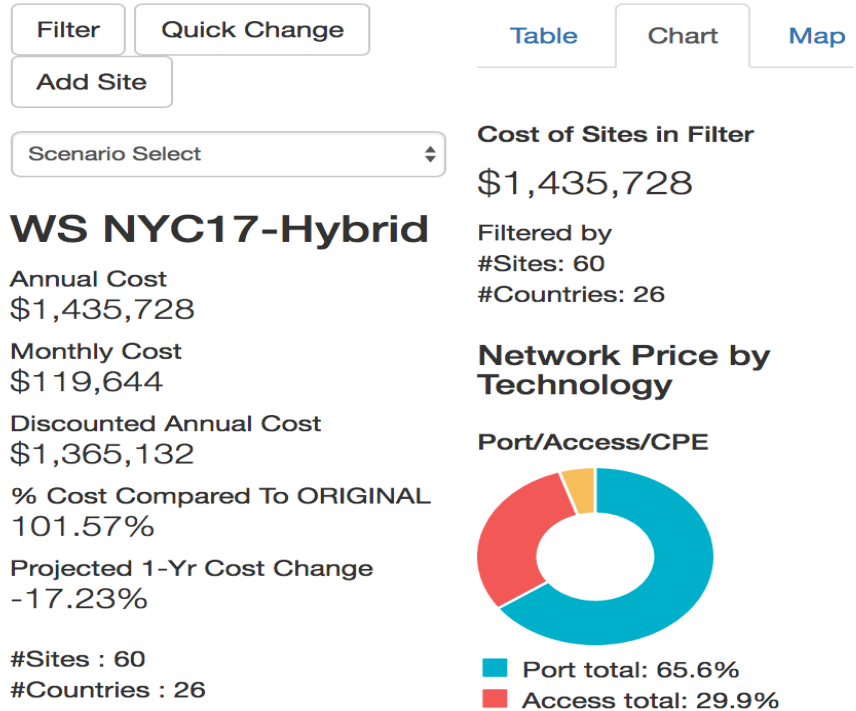 Filter
Quick Change
Add Site
Scenario Select
WS NYC17-Hybrid
Annual Cost
$1,435,728
Monthly Cost
$119,644
Discounted Annual Cost
$1,365,132
% Cost Compared To ORIGINAL
101.57%
Projected 1-Yr Cost Change
-17.23%
#Sites : 60
#Countries : 26
Table
Chart
Map
Cost of Sites in Filter
$1,435,728
Filtered by
#Sites: 60
#Countries: 26
Network Price by
Technology
Port/Access/CPE
Port total: 65.6%
Access total: 29.9%